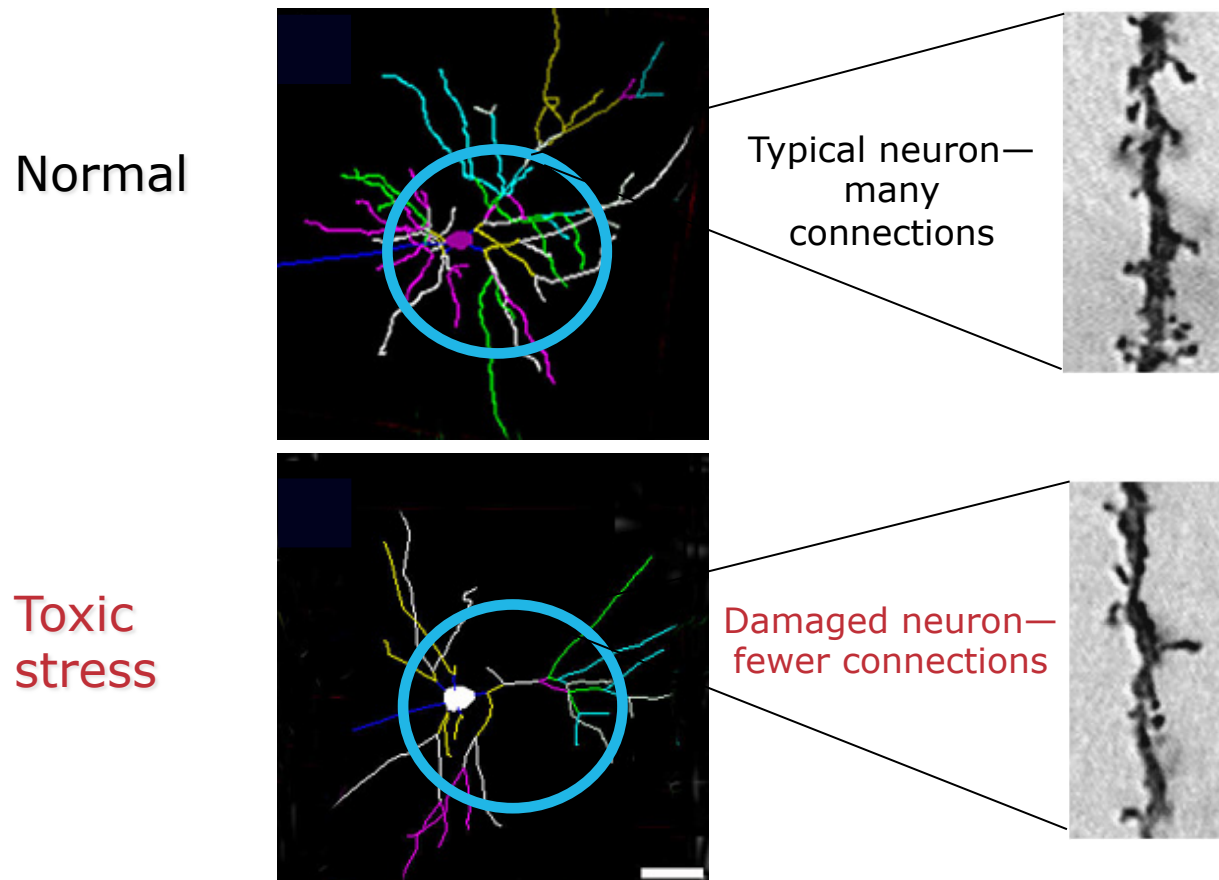 Normal
Typical neuron—
many
connections
Toxic
stress
Damaged neuron—
fewer connections